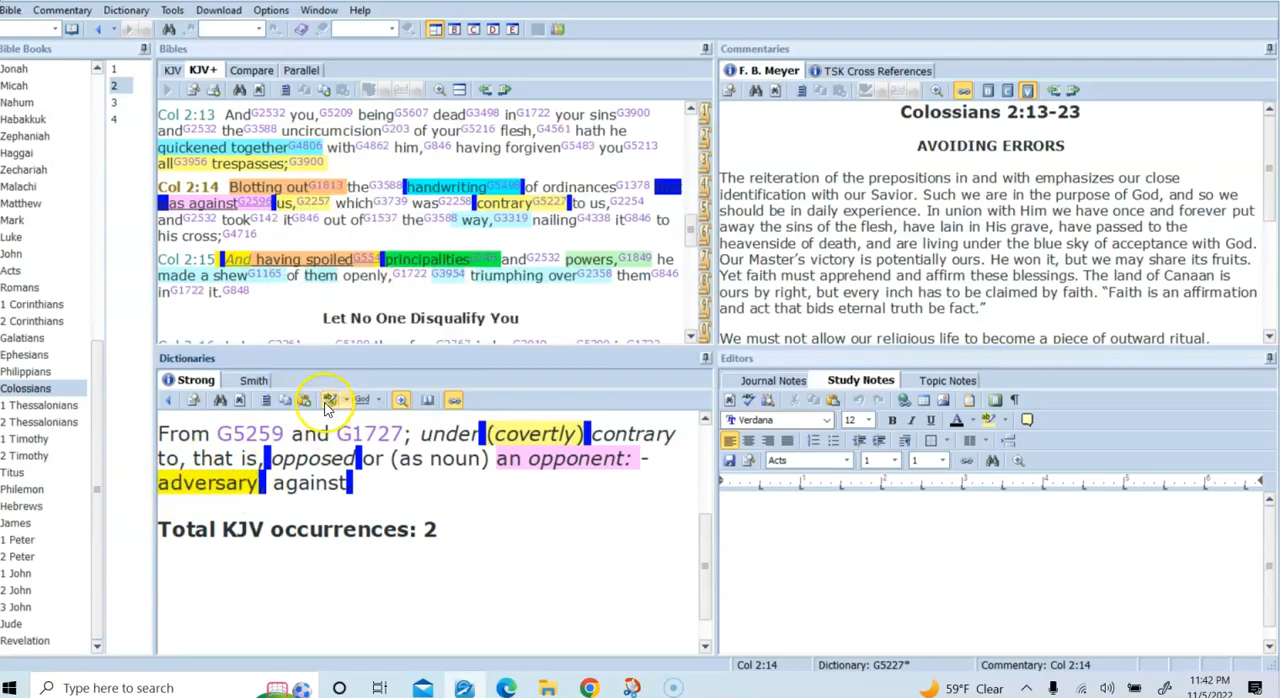 Bible Commentary Dictionary Tools Download Options Window Help
B C D E
Bible Books
Jonah 1
Micah 2
Nahum 3
Habakkuk 4
Zephaniah
Haggai
Zechariah
Malachi
Matthew
Mark
Luke
John
Acts
Romans
1 Corinthians
2 Corinthians
Galatians
Ephesians
Philippians
Colossians
1 Thessalonians
2 Thessalonians
1 Timothy
2 Timothy
Titus
Philemon
Hebrews
James
1 Peter
2 Peter
1 John
2 John
3 John
Jude
Revelation
Bibles
KJV KJV+ Compare Parallel
Col 2:13 AndG2532 you,G5209 beingG5607 deadG3498 inG1722 your sinsG3900
andG2532 theG3588 uncircumcisionG203 of yourG5216 flesh,G4561 hath he
quickened togetherG4806 withG4862 him,G846 having forgivenG5483 youG5213
allG3956 trespasses;G3900
Col 2:14 Blotting outG1813 theG3588 handwritingG5498 of ordinancesG1378
was againstG2596 us,G2257 whichG3739 wasG2258 contraryG5227 to us,G2254
andG2532 tookG142 itG846 out ofG1537 theG3588 way,G3319 nailingG4338 itG846 to
his cross;G4716
Col 2:15 And having spoiledG554 principalities andG2532 powers,G1849 he
made a shewG1165 of them openly,G1722 G3954 triumphing overG2358 themG846
inG1722 it.G848
Let No One Disqualify You
Dictionaries
Strong Smith
God
From G5259 and G1727; under (covertly) contrary
to, that is, opposed or (as noun) an opponent: -
adversary against
Total KJV occurrences: 2
Commentaries
F. B. Meyer TSK Cross References
Colossians 2:13-23
AVOIDING ERRORS
The reiteration of the prepositions in and with emphasizes our close
identification with our Savior. Such we are in the purpose of God, and so we
should be in daily experience. In union with Him we have once and forever put
away the sins of the flesh, have lain in His grave, have passed to the
heavenside of death, and are living under the blue sky of acceptance with God.
Our Master's victory is potentially ours. He won it, but we may share its fruits.
Yet faith must apprehend and affirm these blessings. The land of Canaan is
ours by right, but every inch has to be claimed by faith. "Faith is an affirmation
and act that bids eternal truth be fact."
We must not allow our religious life to become a piece of outward ritual,
Editors
Journal Notes Study Notes Topic Notes
Verdana 12 B I U A
Acts 1 1
1 2 3 4 5 6
Col 2:14 Dictionary: G5227* Commentary: Col 2:14
Type here to search
59°F Clear
11:42 PM
11/5/2022